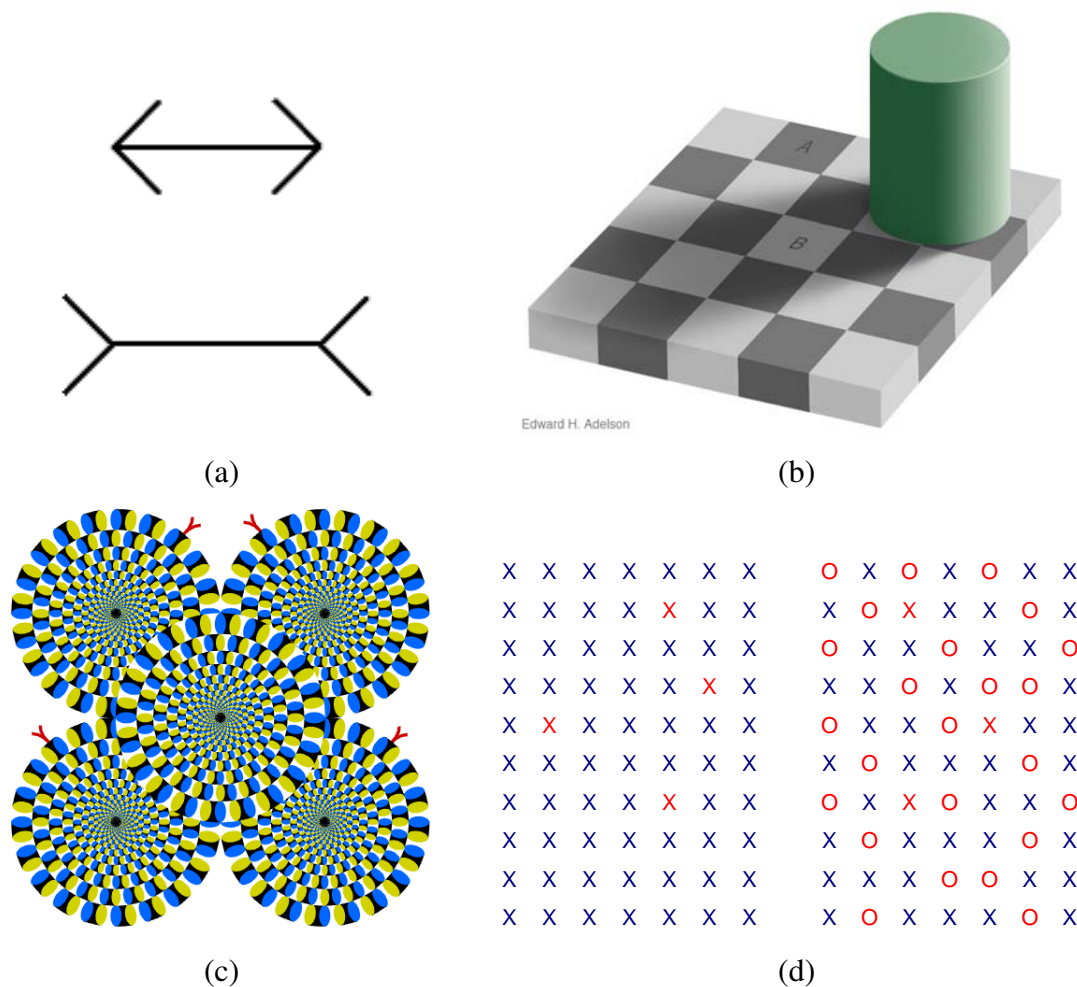 A
B
Edward H. Adelson
(a)
(b)
X X X X X X X O X O X O X X
X X X X X X X X O X X X O X
X X X X X X X O X X O X X O
X X X X X X X X X O X O O X
X X X X X X X O X X O X X X
X X X X X X X X O X X X O X
X X X X X X X O X X O X X O
X X X X X X X X O X X X O X
X X X X X X X X X X O O X X
X X X X X X X X O X X X O X
(c)
(d)